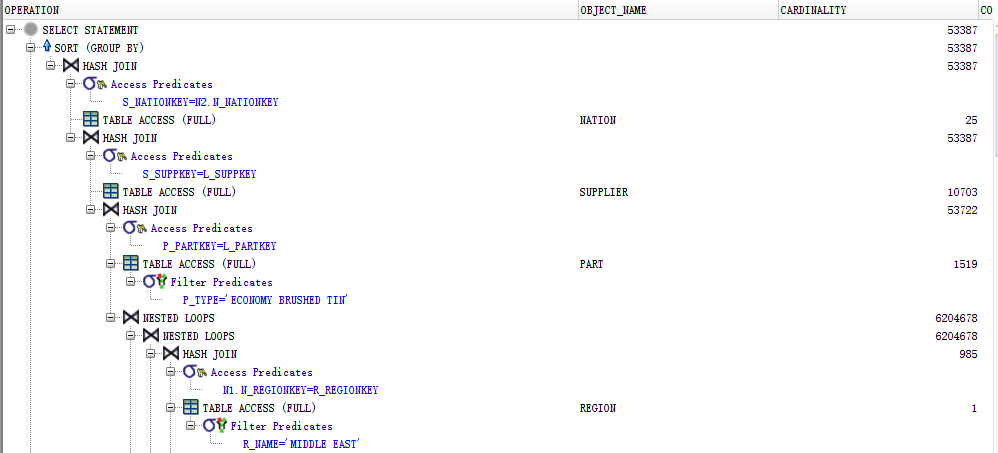 OPERATION OBJECT_NAME CARDINALITY CO
SELECT STATEMENT 53387
SORT (GROUP BY) 53387
HASH JOIN 53387
Access Predicates
S_NATIONKEY=N2.N_NATIONKEY
TABLE ACCESS (FULL) NATION 25
HASH JOIN 53387
Access Predicates
S_SUPPKEY=L_SUPPKEY
TABLE ACCESS (FULL) SUPPLIER 10703
HASH JOIN 53722
Access Predicates
P_PARTKEY=L_PARTKEY
TABLE ACCESS (FULL) PART 1519
Filter Predicates
P_TYPE='ECONOMY BRUSHED TIN'
NESTED LOOPS 6204678
NESTED LOOPS 6204678
HASH JOIN 985
Access Predicates
N1.N_REGIONKEY=R_REGIONKEY
TABLE ACCESS (FULL) REGION 1
Filter Predicates
R_NAME='MIDDLE EAST'